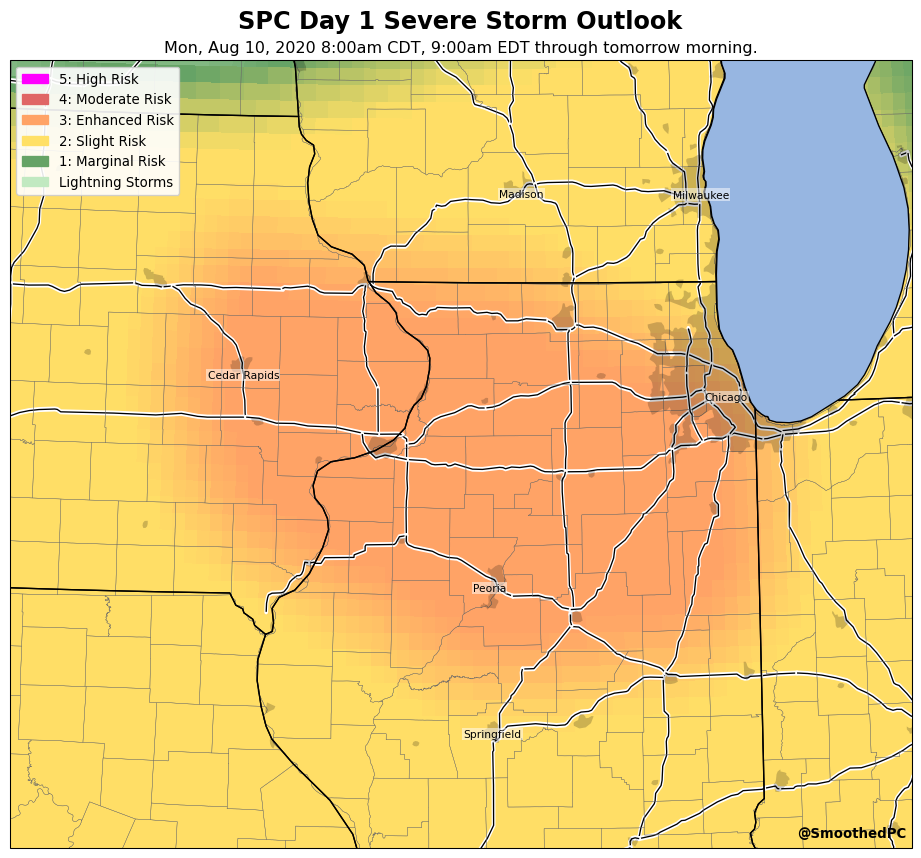 SPC Day 1 Severe Storm Outlook
Mon, Aug 10, 2020 8:00am CDT, 9:00am EDT through tomorrow morning.
5: High Risk
4: Moderate Risk
3: Enhanced Risk
2: Slight Risk
1: Marginal Risk
Lightning Storms
Madison
Milwaukee
Cedar Rapids
Chicago
Peoria
Springfield
@SmoothedPC